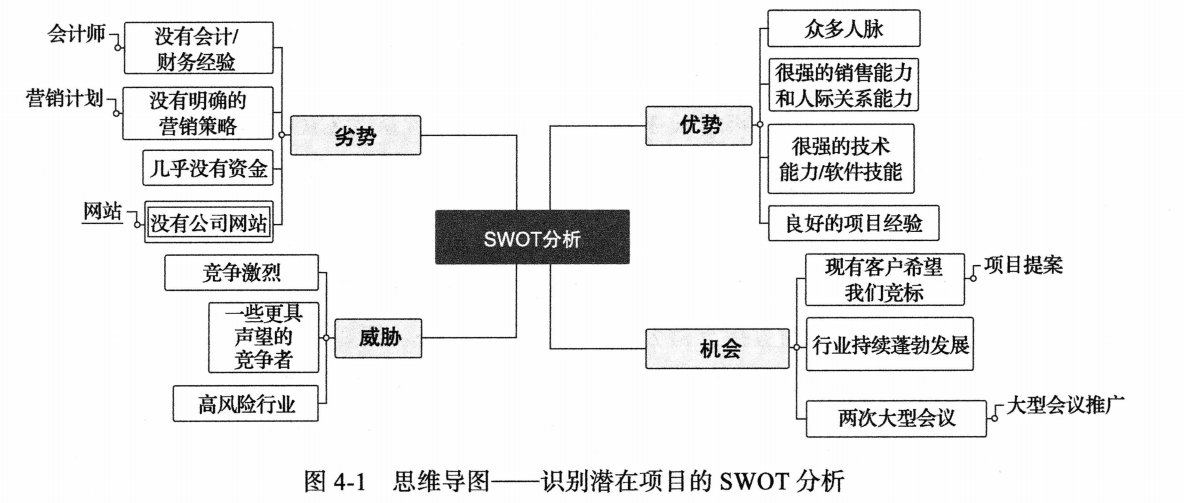 会计师
没有会计/
财务经验
营销计划
没有明确的
营销策略
几乎没有资金
网站
没有公司网站
劣势
众多人脉
很强的销售能力
和人际关系能力
优势
很强的技术
能力/软件技能
良好的项目经验
SWOT分析
竞争激烈
一些更具
声望的
竞争者
高风险行业
威胁
现有客户希望
我们竞标
项目提案
机会
行业持续蓬勃发展
两次大型会议
大型会议推广
图 4-1 思维导图——识别潜在项目的 SWOT 分析